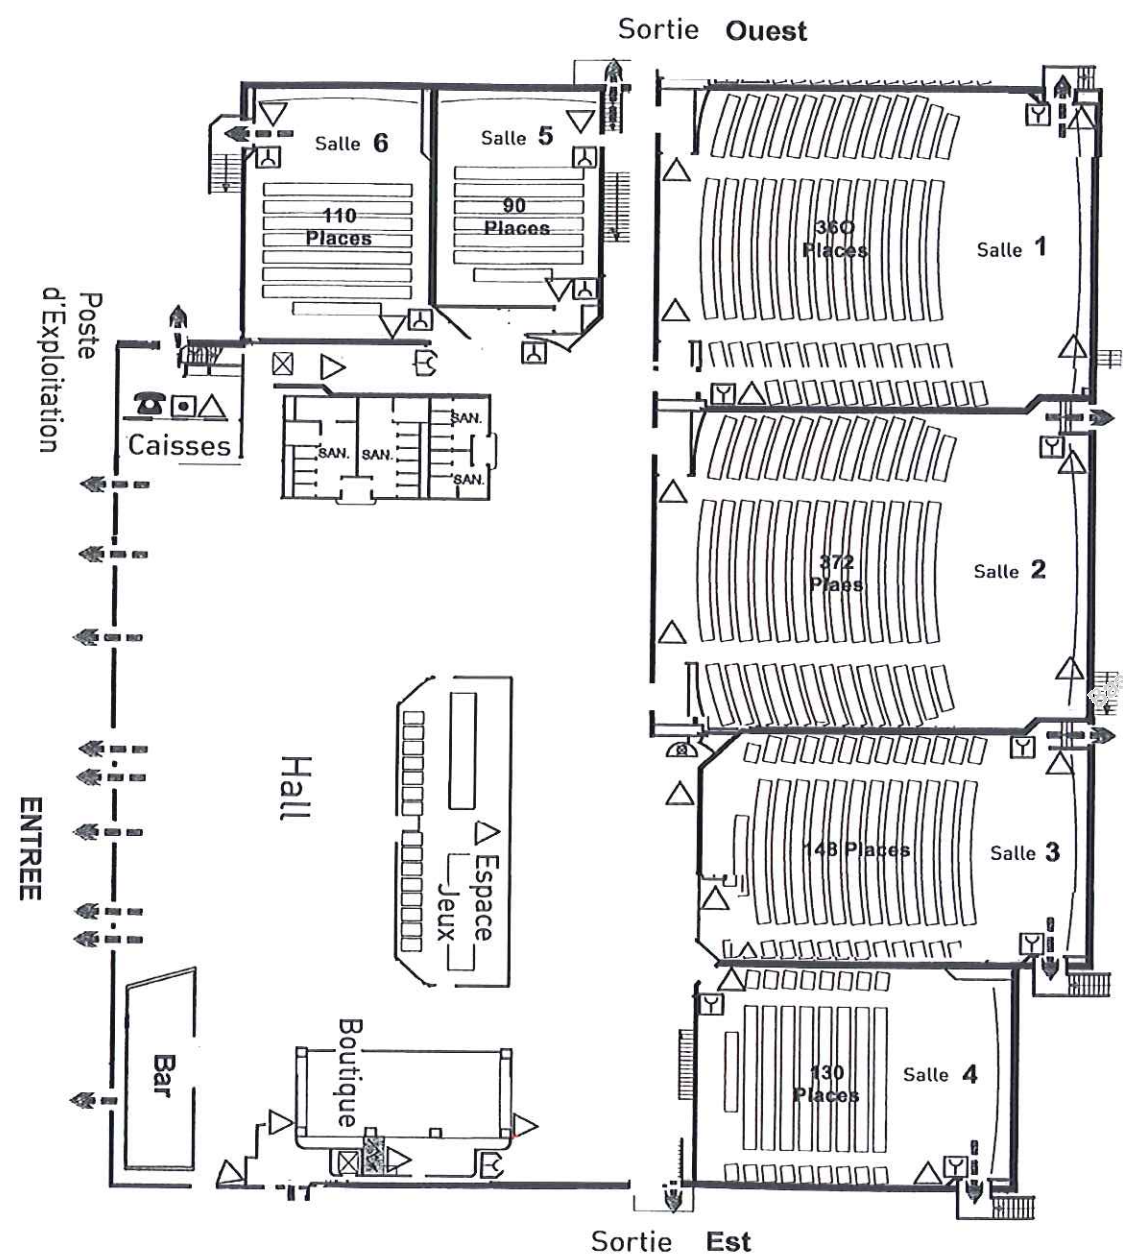 Sortie Ouest
Salle 6
110
Places
Salle 5
90
Places
360
Places
Salle 1
Poste
d'Exploitation
Caisses
SAN.
SAN.
SAN.
SAN.
372
Plaes
Salle 2
Hall
ENTREE
Espace
Jeux
148 Places
Salle 3
Bar
Boutique
130
Places
Salle 4
Sortie Est